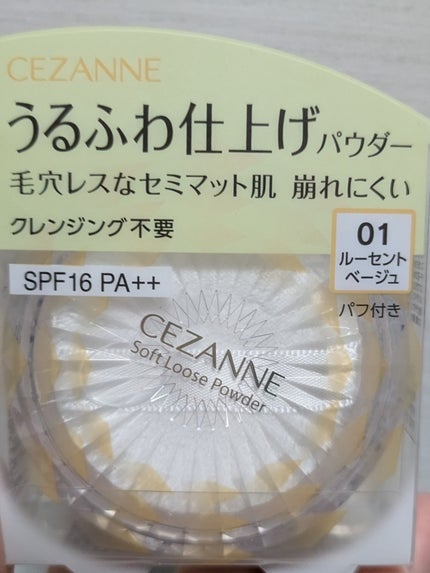 CEZANNE
うるふわ仕上げパウダー
毛穴レスなセミマット肌 崩れにくい
クレンジング不要
01
ルーセント
ベージュ
SPF16 PA++
パフ付き
CEZANNE
Soft Loose Powder